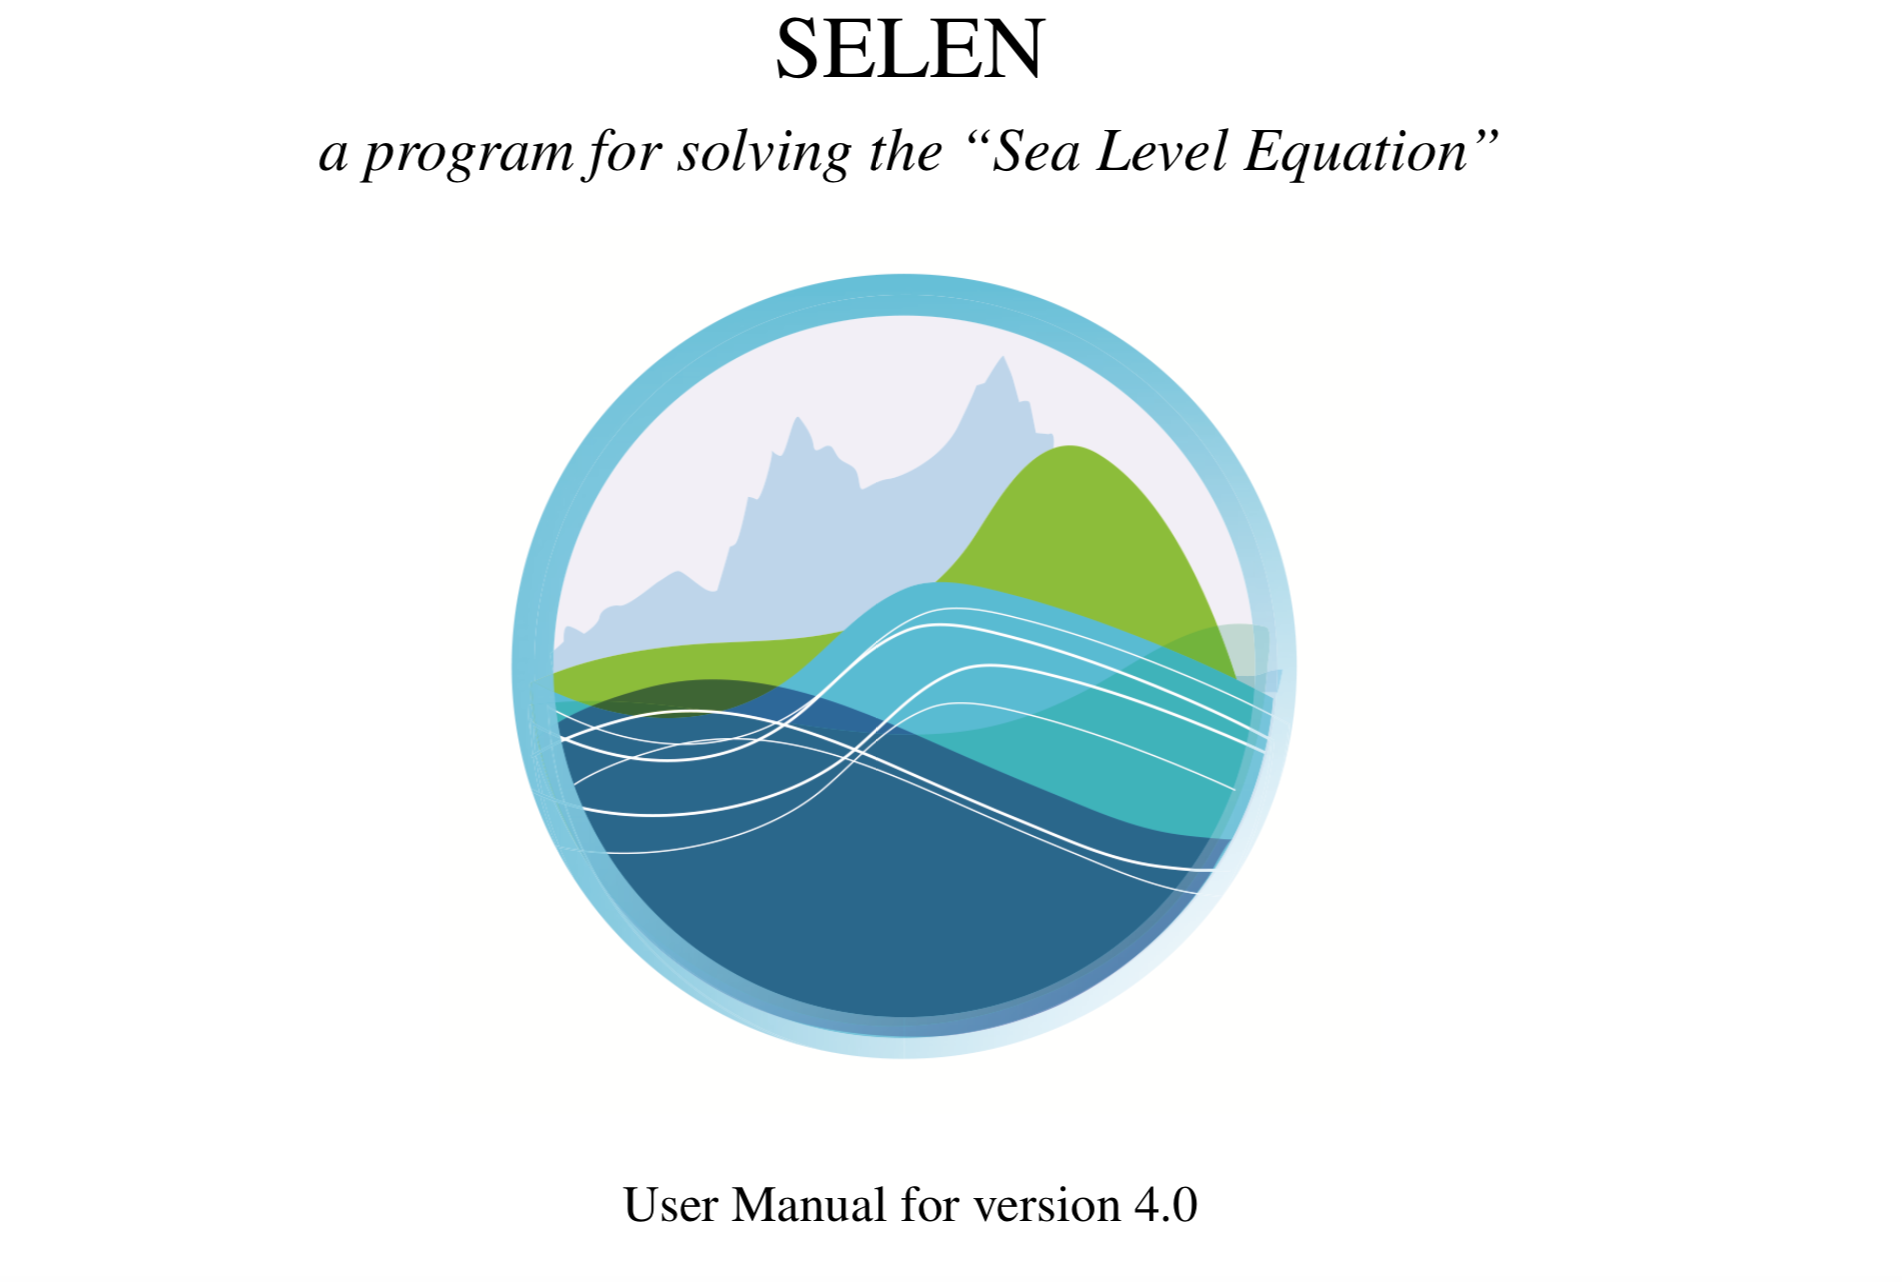 SELEN
a program for solving the “Sea Level Equation”
User Manual for version 4.0